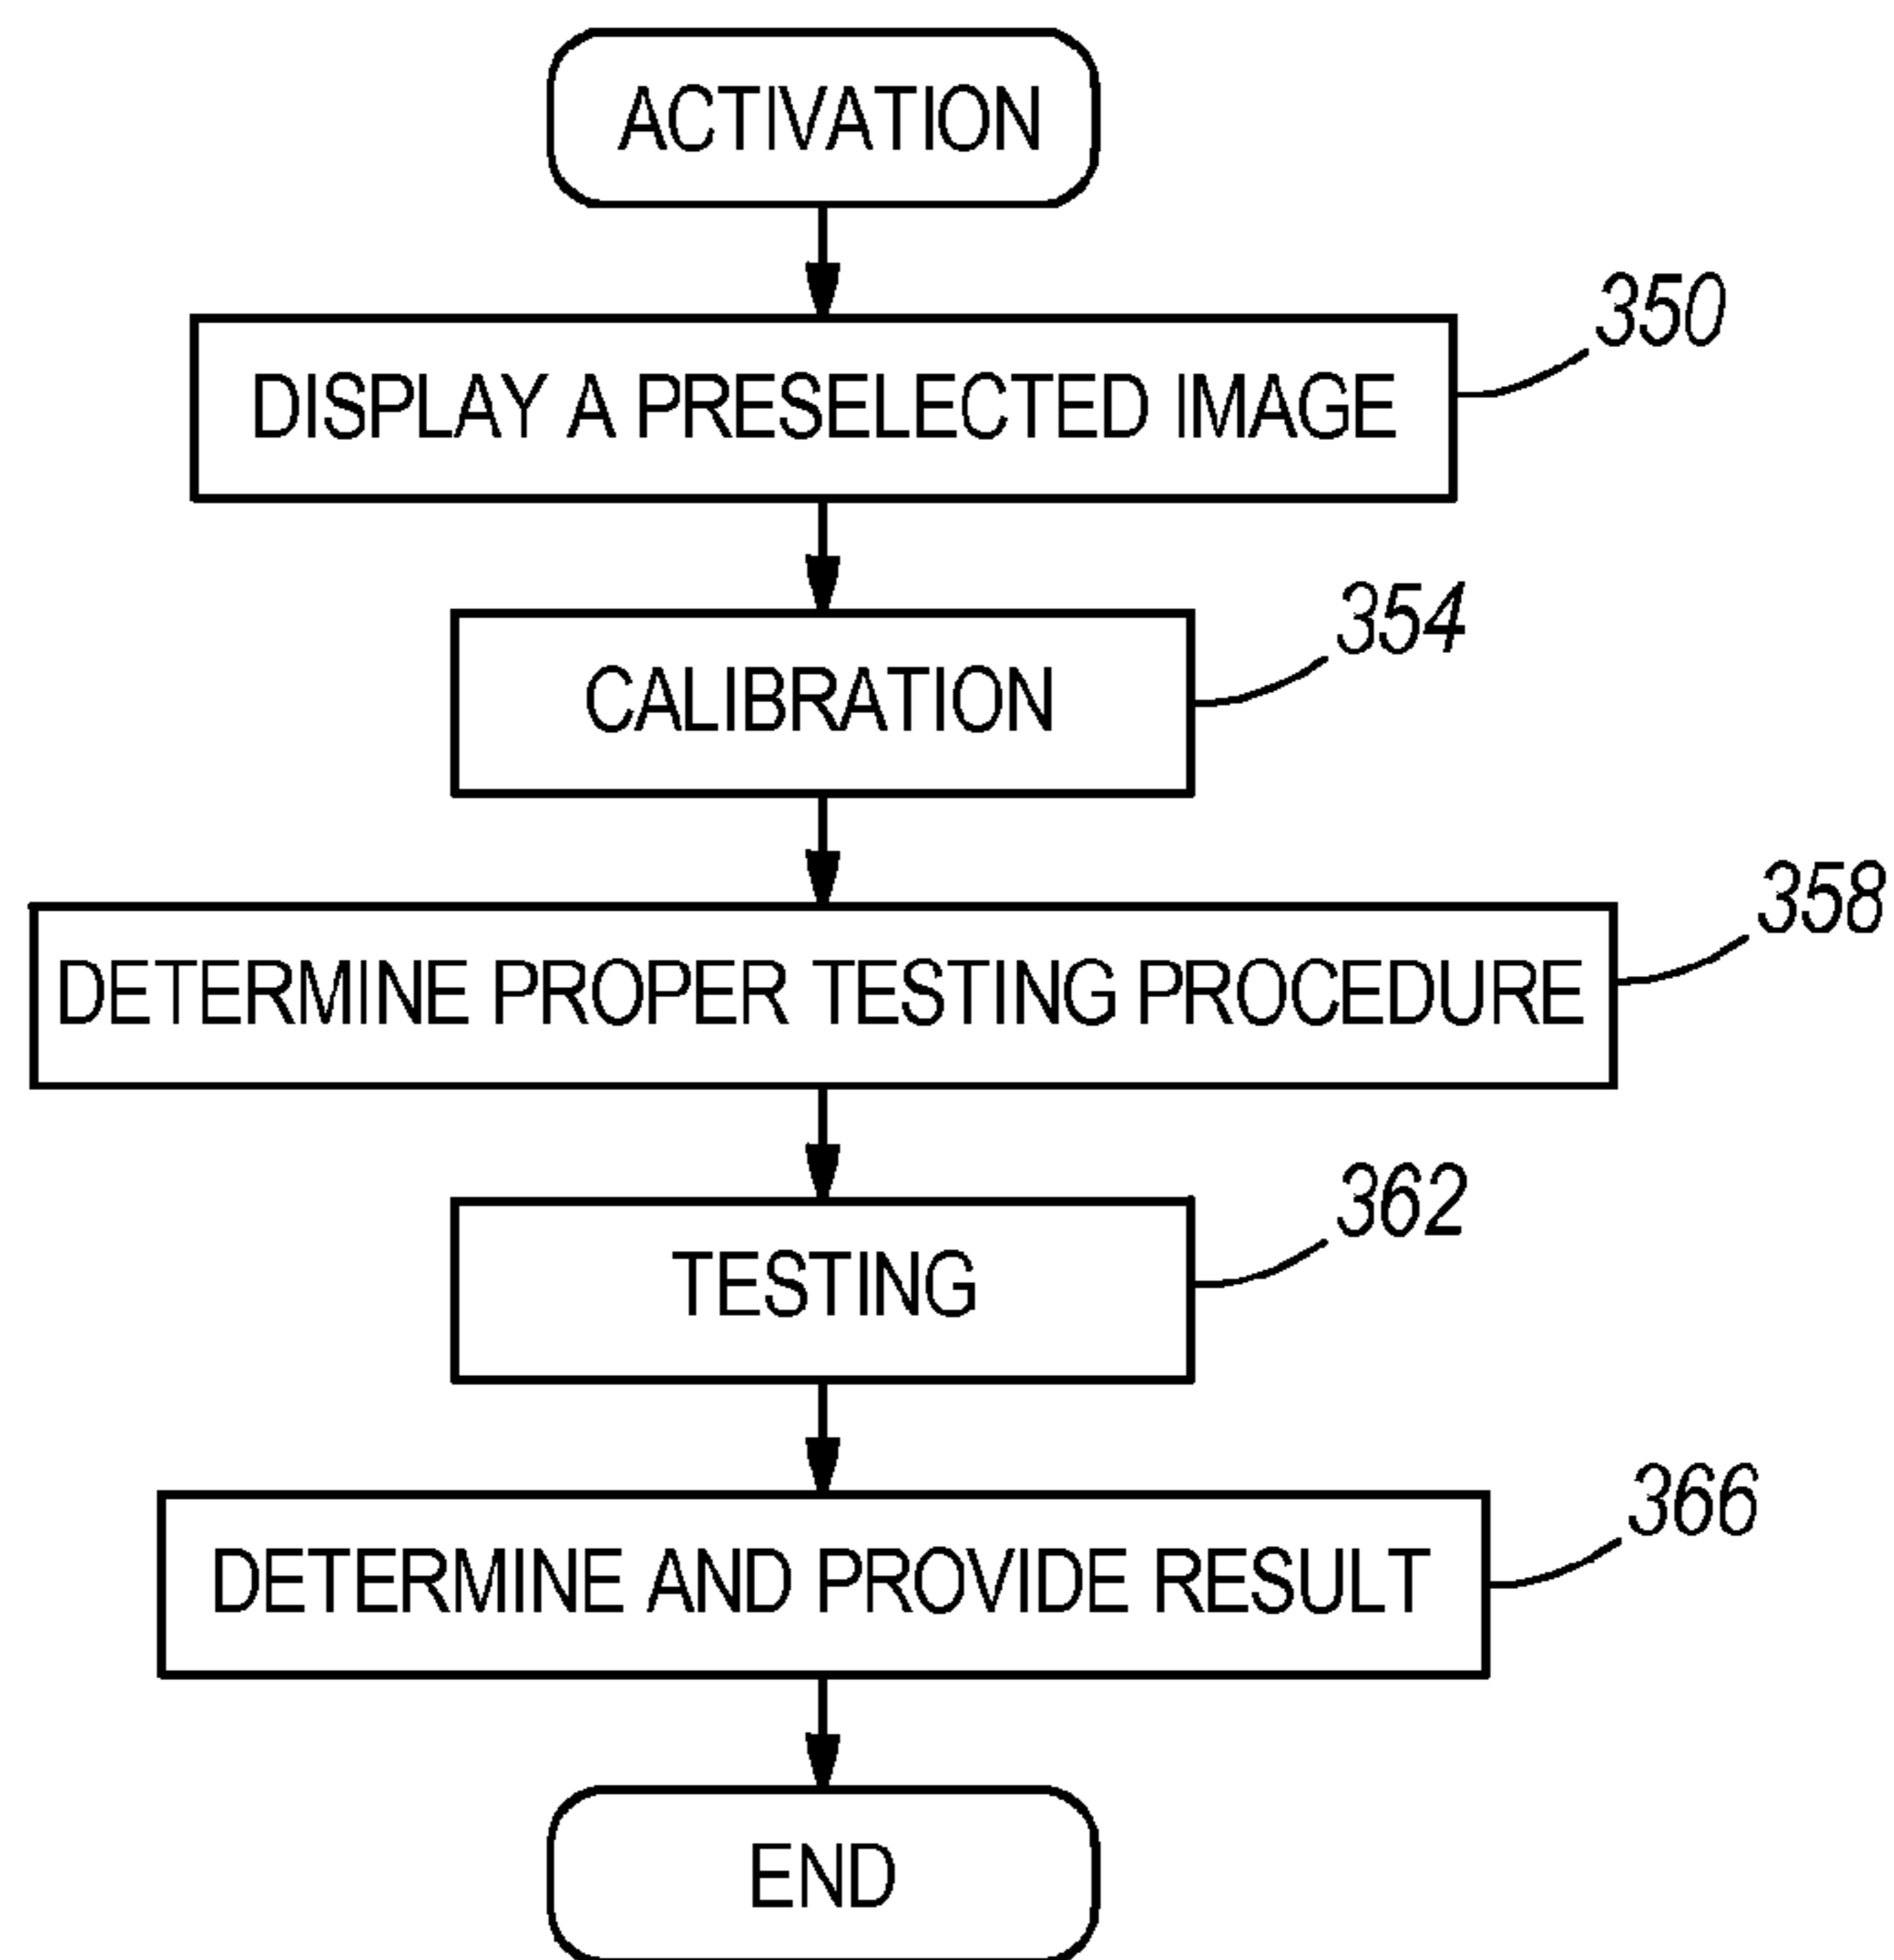 ACTIVATION
350
DISPLAY A PRESELECTED IMAGE
354
CALIBRATION
358
DETERMINE PROPER TESTING PROCEDURE
362
TESTING
366
DETERMINE AND PROVIDE RESULT
END